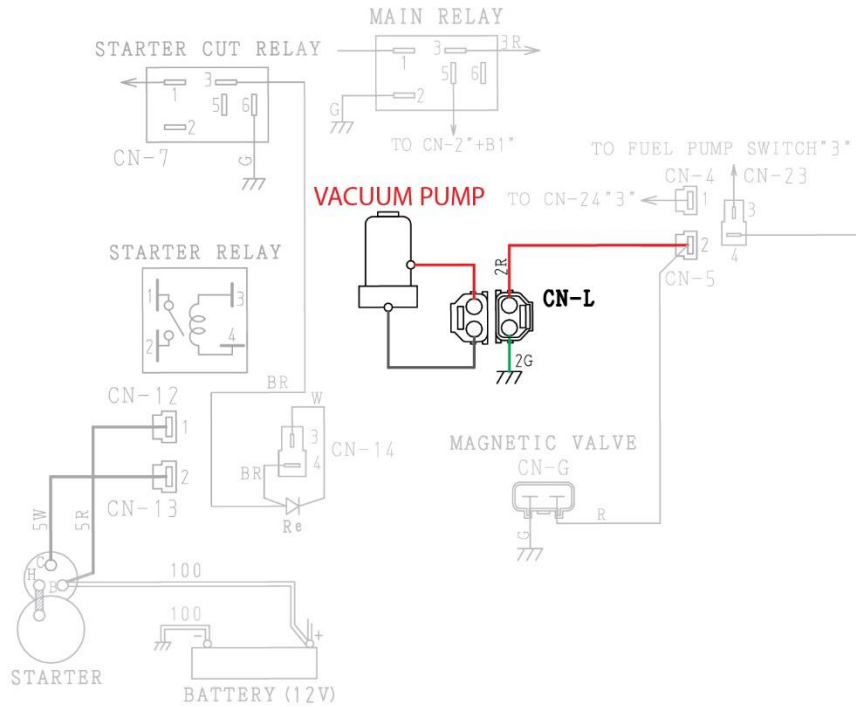 MAIN RELAY
1
3
3R
5
6
2
G
TO CN-2"+B1"
STARTER CUT RELAY
1
3
5
6
2
CN-7
G
TO FUEL PUMP SWITCH"3"
CN-4
CN-23
TO CN-24"3"
1
3
2
4
CN-5
VACUUM PUMP
2R
CN-L
2G
STARTER RELAY
1
3
2
4
CN-12
1
CN-13
2
BR
W
3
4
CN-14
BR
Re
MAGNETIC VALVE
CN-G
R
G
5W
5R
C
H
B
100
100
-
+
STARTER
BATTERY (12V)